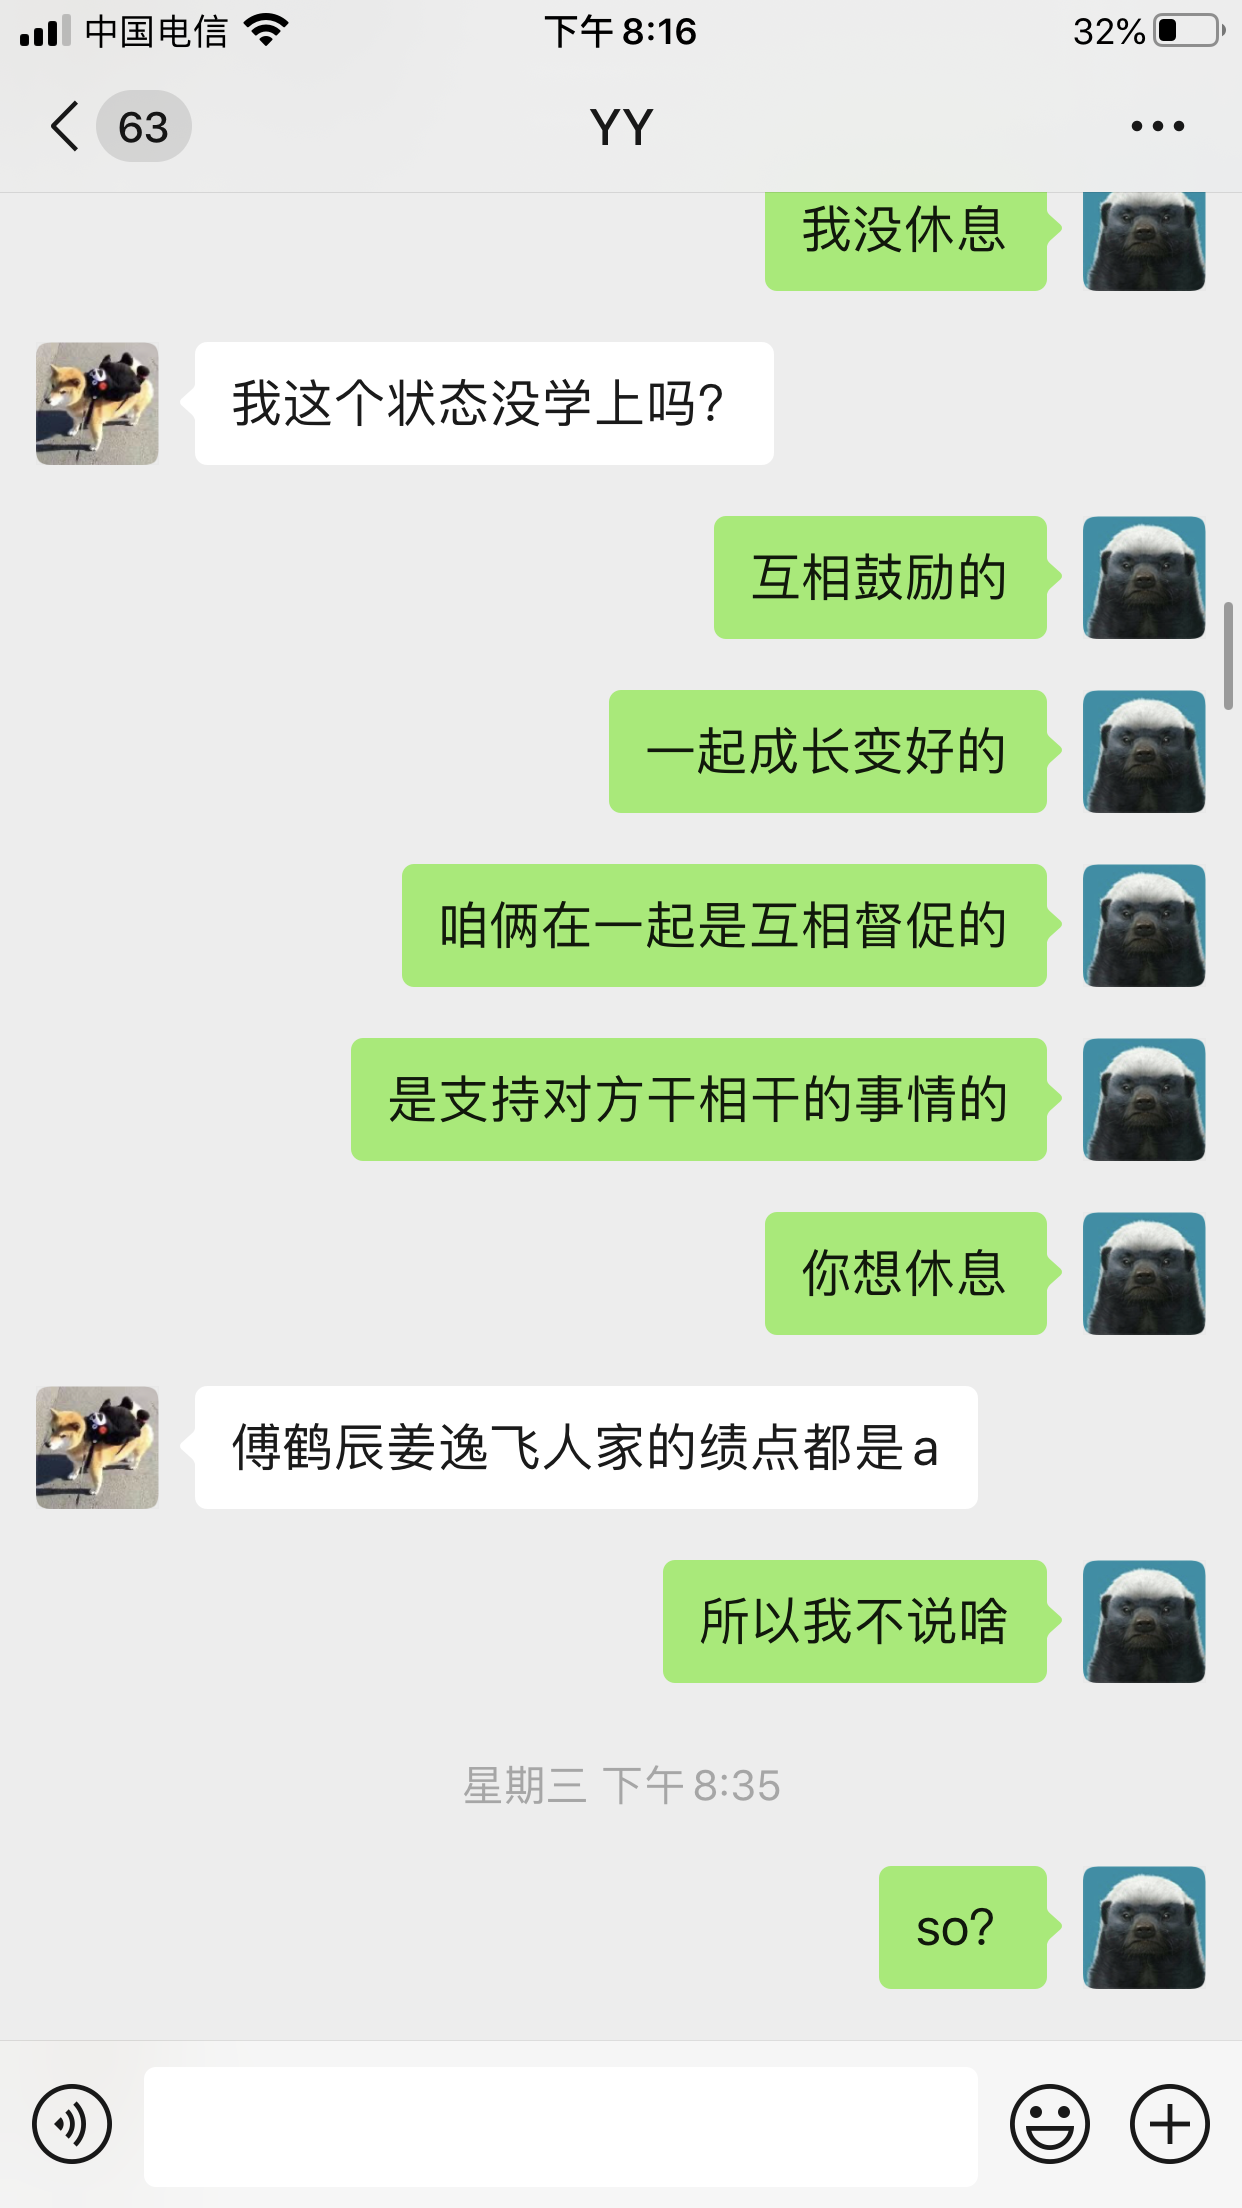 中国电信 下午 8:16 32%
63 YY
我没休息
我这个状态没学上吗?
互相鼓励的
一起成长变好的
咱俩在一起是互相督促的
是支持对方干相干的事情的
你想休息
傅鹤辰姜逸飞人家的绩点都是a
所以我不说啥
星期三 下午 8:35
so?